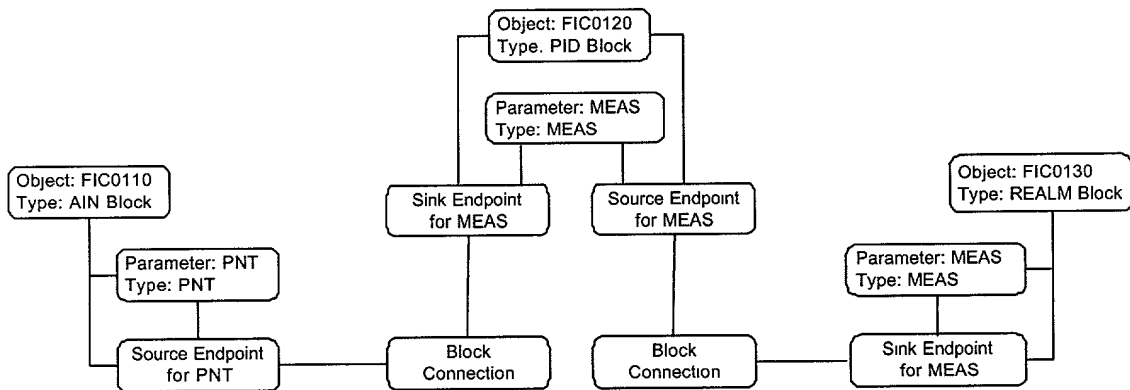 Object: FIC0120
Type. PID Block
Parameter: MEAS
Type: MEAS
Object: FIC0110
Type: AIN Block
Sink Endpoint
for MEAS
Source Endpoint
for MEAS
Object: FIC0130
Type: REALM Block
Parameter: PNT
Type: PNT
Parameter: MEAS
Type: MEAS
Source Endpoint
for PNT
Block
Connection
Block
Connection
Sink Endpoint
for MEAS